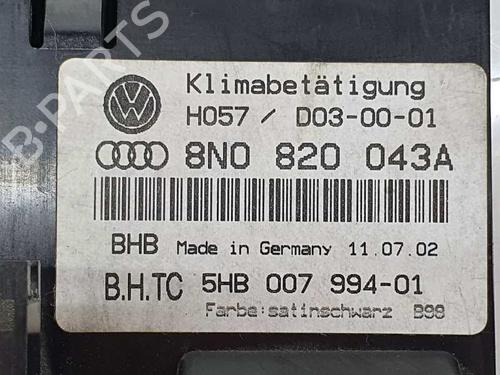 Klimabetätigung
H057 / D03-00-01
8N0 820 043A
BHB Made in Germany 11.07.02
B.H.TC 5HB 007 994-01
Farbe:satinschwarz B98
B-PARTS